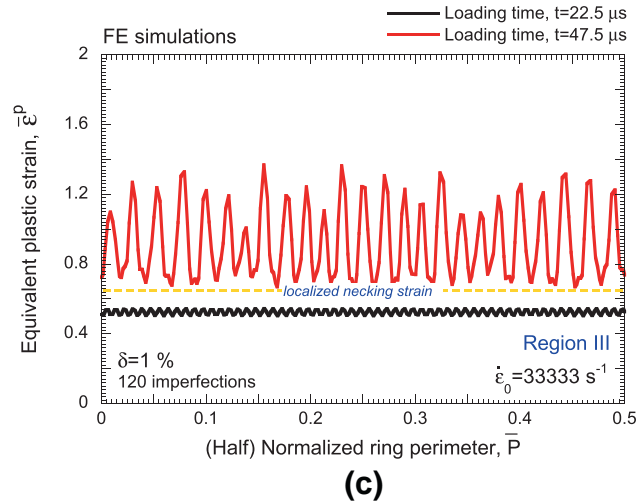 Loading time, t=22.5 μs
Loading time, t=47.5 μs
FE simulations
2
1.6
1.2
0.8
0.4
0
Equivalent plastic strain, ε̄ᵖ
localized necking strain
δ=1 %
120 imperfections
Region III
ε̇₀=33333 s⁻¹
0 0.1 0.2 0.3 0.4 0.5
(Half) Normalized ring perimeter, P̅
(c)